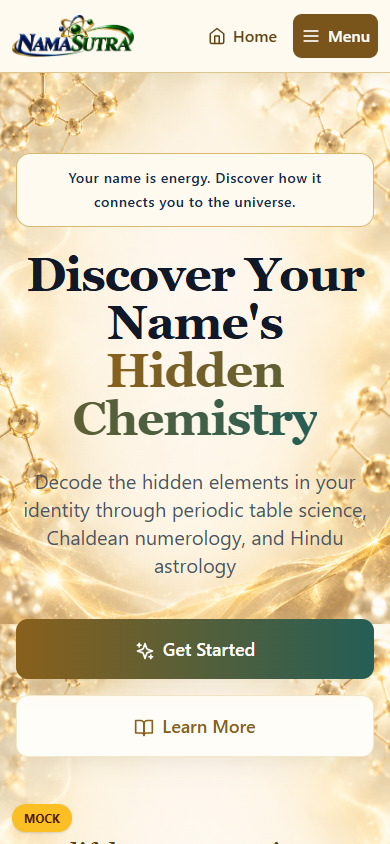 NAMASUTRA
Home
Menu
Your name is energy. Discover how it
connects you to the universe.
Discover Your
Name's
Hidden
Chemistry
Decode the hidden elements in your
identity through periodic table science,
Chaldean numerology, and Hindu
astrology
Get Started
Learn More
MOCK